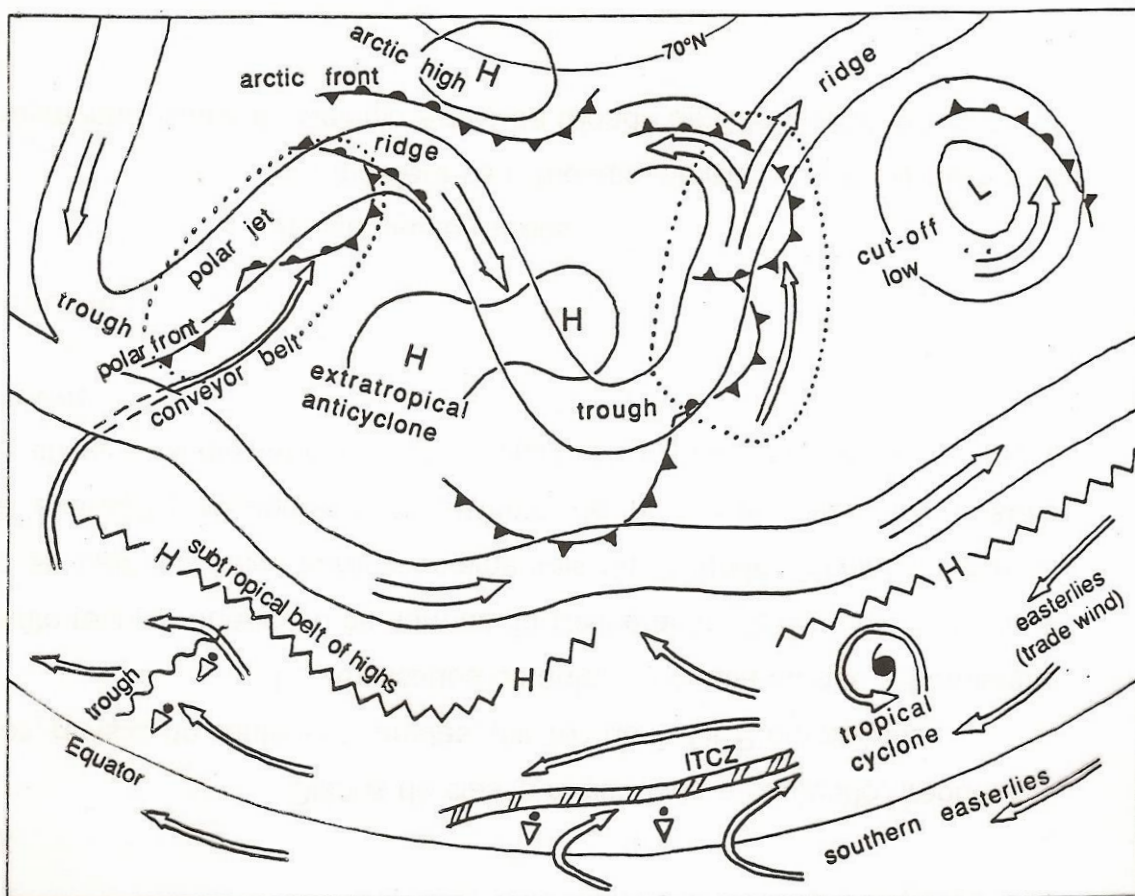 arctic high
H
70°N
arctic front
ridge
ridge
polar jet
L
cut-off
low
trough
polar front
conveyor belt
H
H
extratropical
anticyclone
trough
H
subtropical belt of highs
H
H
easterlies
(trade wind)
trough
tropical
cyclone
Equator
ITCZ
southern easterlies